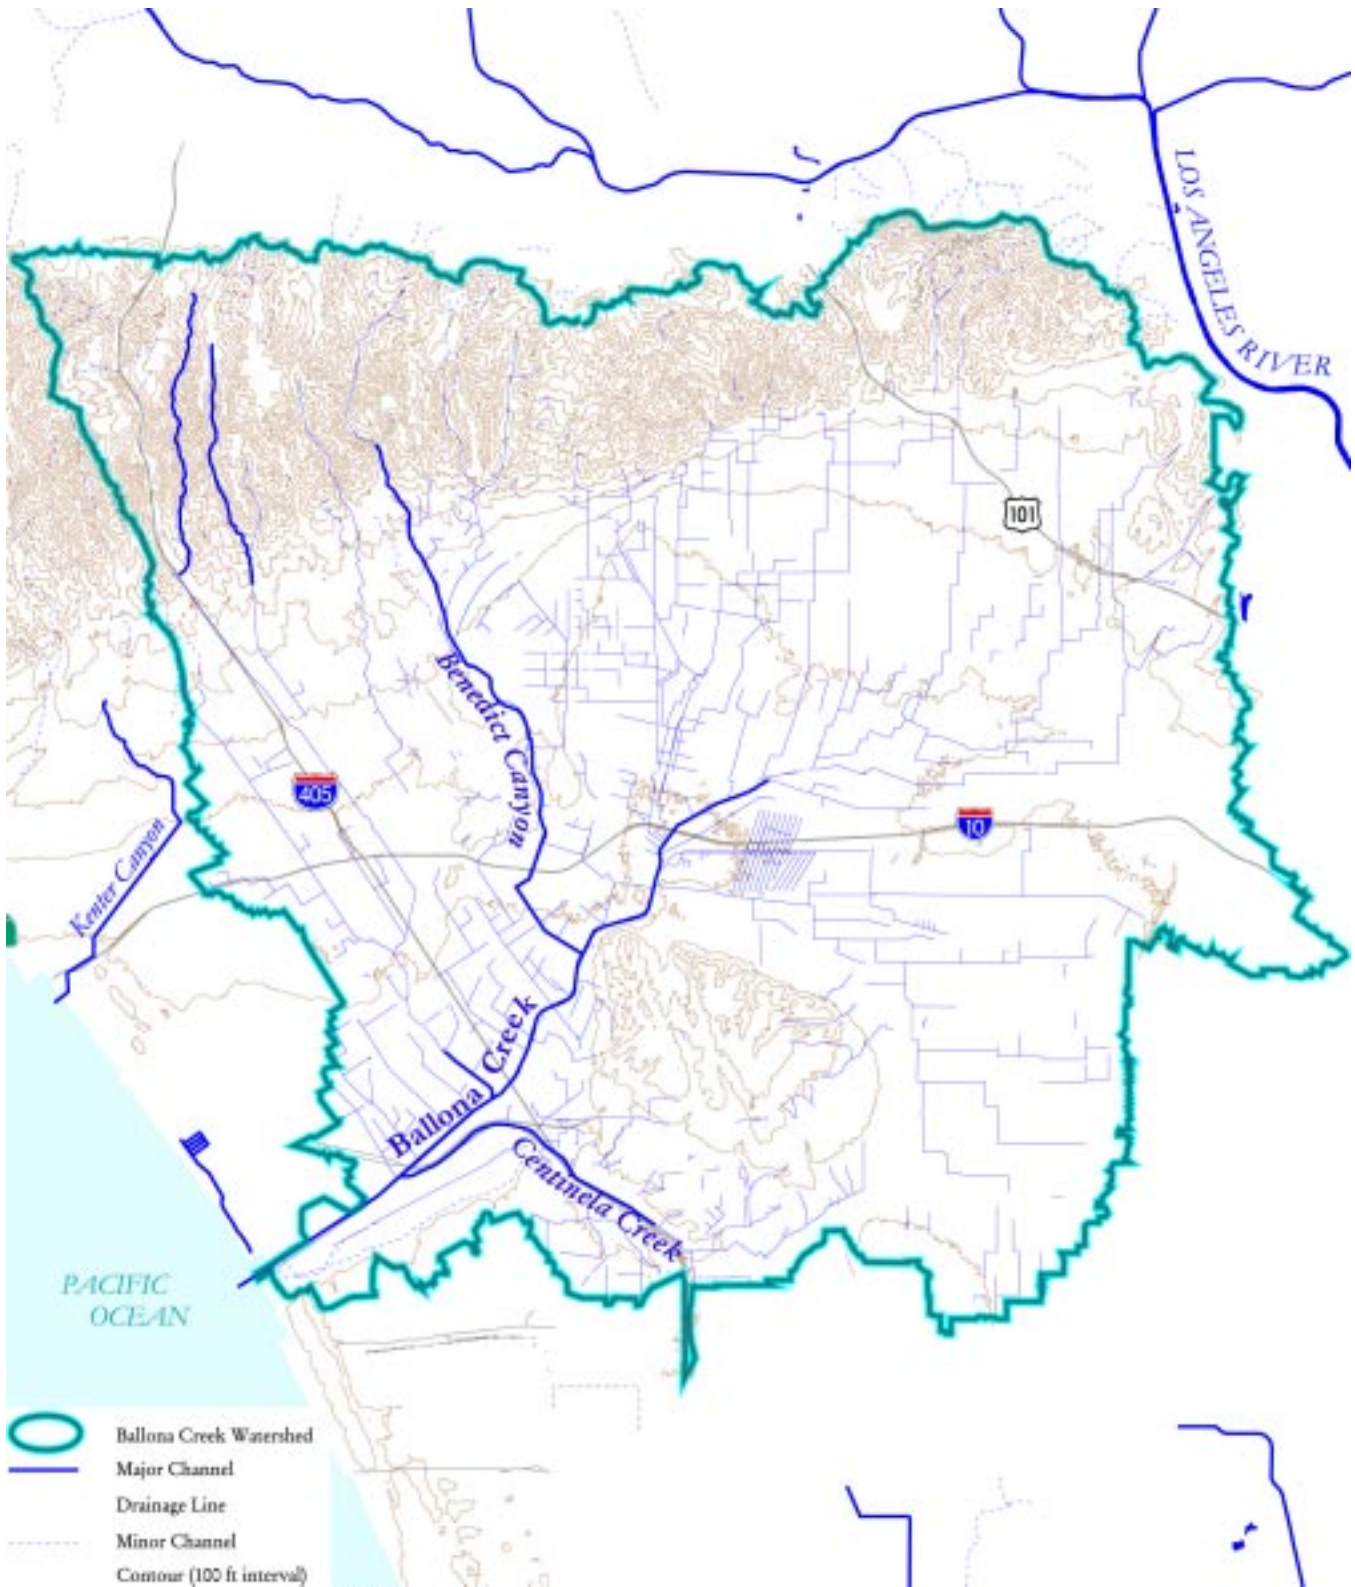 LOS ANGELES RIVER
101
Benedict Canyon
405
10
Kenter Canyon
Ballona Creek
Centinela Creek
PACIFIC
OCEAN
Ballona Creek Watershed
Major Channel
Drainage Line
Minor Channel
Contour (100 ft interval)